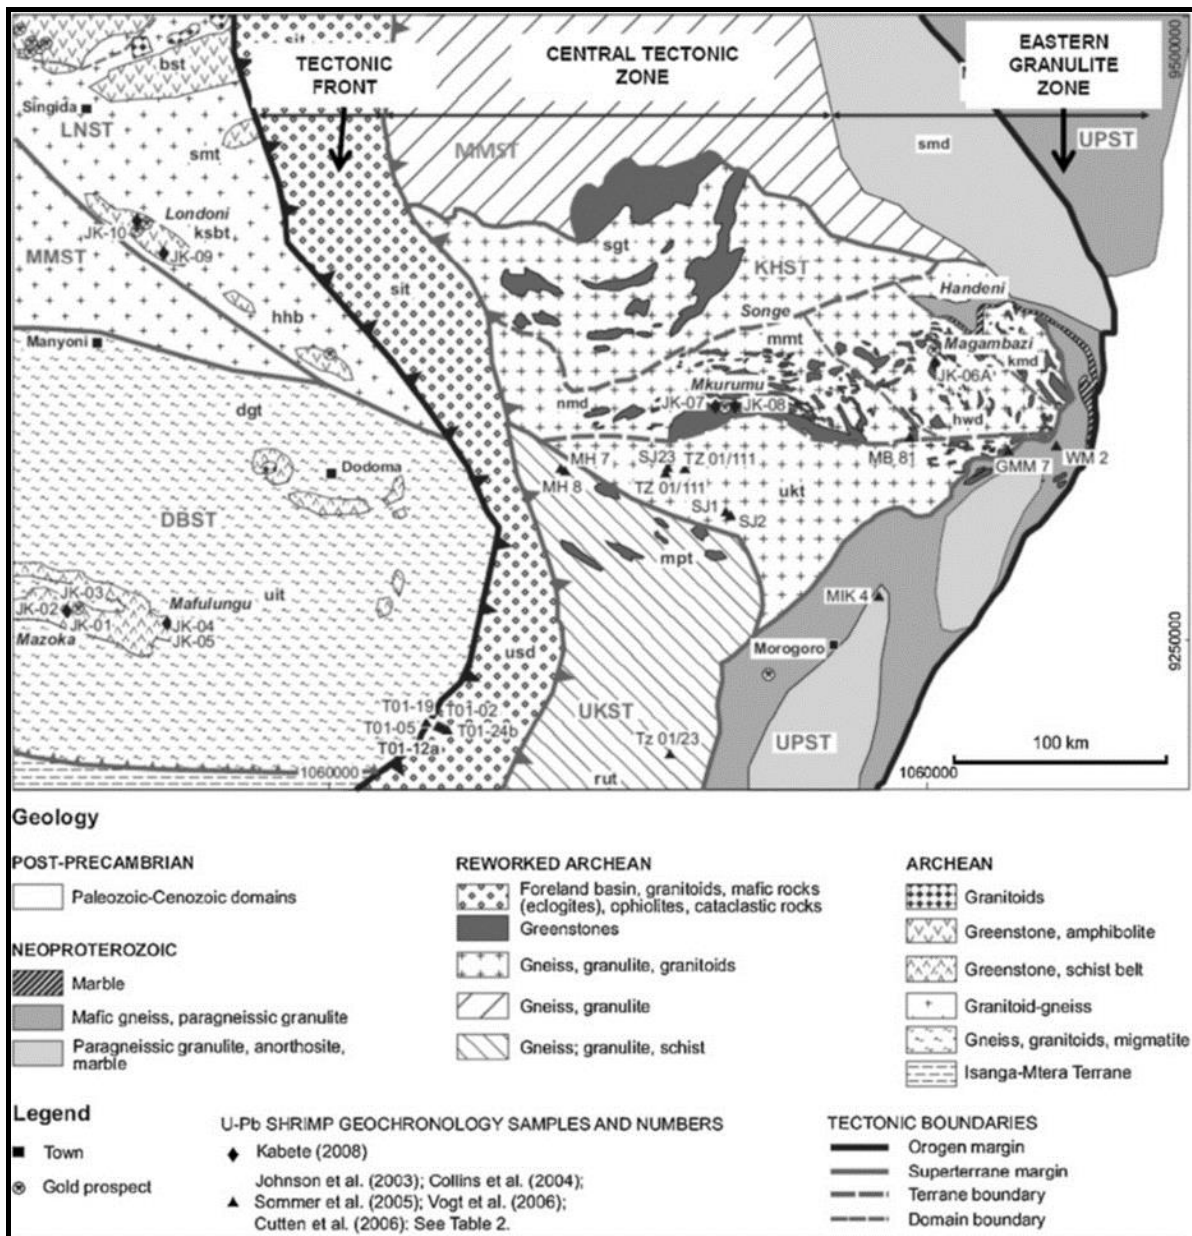 TECTONIC
FRONT
CENTRAL TECTONIC
ZONE
EASTERN
GRANULITE
ZONE
9500000
bst
Singida
LNST
smt
MMST
smd
UPST
Londoni
ksbt
JK-10
JK-09
MMST
sgt
KHST
sit
Handeni
hhb
Songe
Manyoni
mmt
Magambazi
kmd
JK-06A
Mkurumu
dgt
nmd
JK-07
JK-08
hwd
MH 7
SJ23
TZ 01/111
MB 81
WM 2
GMM 7
Dodoma
MH 8
TZ 01/111
ukt
SJ1
SJ2
DBST
mpt
JK-03
Mafulungu
uit
JK-02
JK-01
JK-04
JK-05
Mazoka
MIK 4
usd
Morogoro
9250000
T01-19
T01-02
T01-05
T01-24b
T01-12a
UKST
Tz 01/23
UPST
100 km
1060000
rut
1060000
Geology
POST-PRECAMBRIAN
Paleozoic-Cenozoic domains
NEOPROTEROZOIC
Marble
Mafic gneiss, paragneissic granulite
Paragneissic granulite, anorthosite,
marble
REWORKED ARCHEAN
Foreland basin, granitoids, mafic rocks
(eclogites), ophiolites, cataclastic rocks
Greenstones
Gneiss, granulite, granitoids
Gneiss, granulite
Gneiss; granulite, schist
ARCHEAN
Granitoids
Greenstone, amphibolite
Greenstone, schist belt
Granitoid-gneiss
Gneiss, granitoids, migmatite
Isanga-Mtera Terrane
Legend
Town
Gold prospect
U-Pb SHRIMP GEOCHRONOLOGY SAMPLES AND NUMBERS
Kabete (2008)
Johnson et al. (2003); Collins et al. (2004);
Sommer et al. (2005); Vogt et al. (2006);
Cutten et al. (2006): See Table 2.
TECTONIC BOUNDARIES
Orogen margin
Superterrane margin
Terrane boundary
Domain boundary